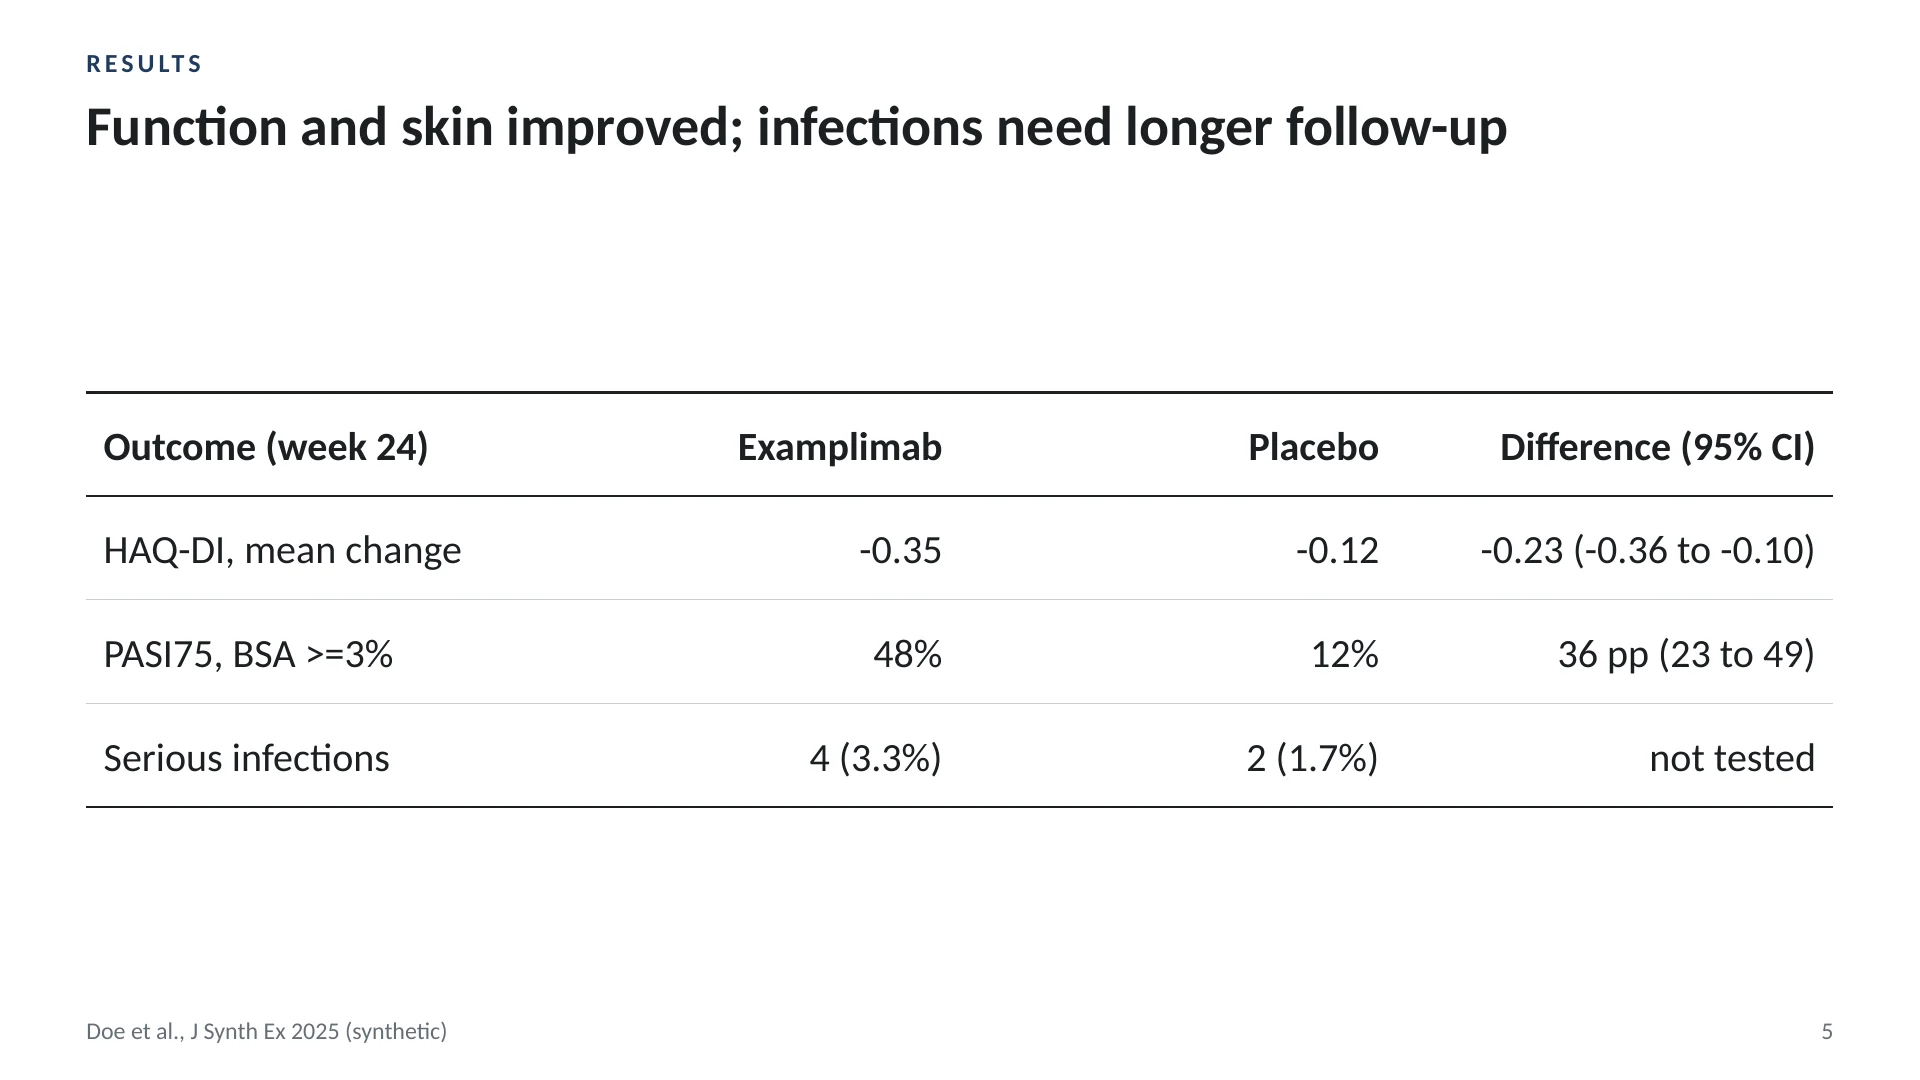 RESULTS
Function and skin improved; infections need longer follow-up
Outcome (week 24) Examplimab Placebo Difference (95% CI)
HAQ-DI, mean change -0.35 -0.12 -0.23 (-0.36 to -0.10)
PASI75, BSA >=3% 48% 12% 36 pp (23 to 49)
Serious infections 4 (3.3%) 2 (1.7%) not tested
Doe et al., J Synth Ex 2025 (synthetic) 5